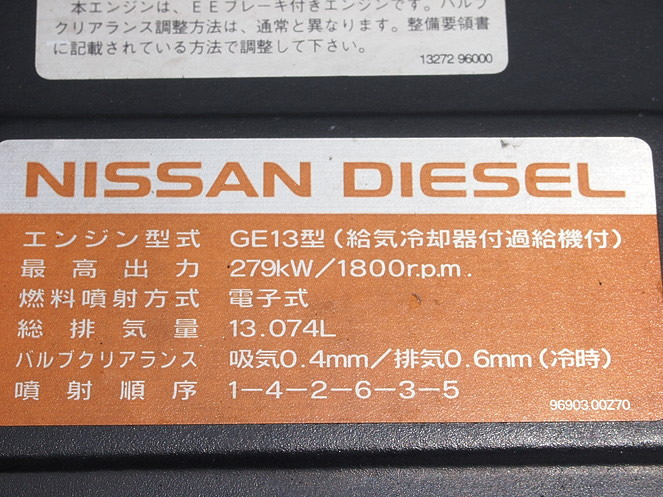 本エンジンは、EEブレーキ付きエンジンです。バルブ
クリアランス調整方法は、通常と異なります。整備要領書
に記載されている方法で調整して下さい。
13272 96000
NISSAN DIESEL
エンジン型式 GE13型(給気冷却器付過給機付)
最高出力 279kW/1800r.p.m.
燃料噴射方式 電子式
総排気量 13.074L
バルブクリアランス 吸気0.4mm/排気0.6mm(冷時)
噴射順序 1-4-2-6-3-5
96903 00Z70